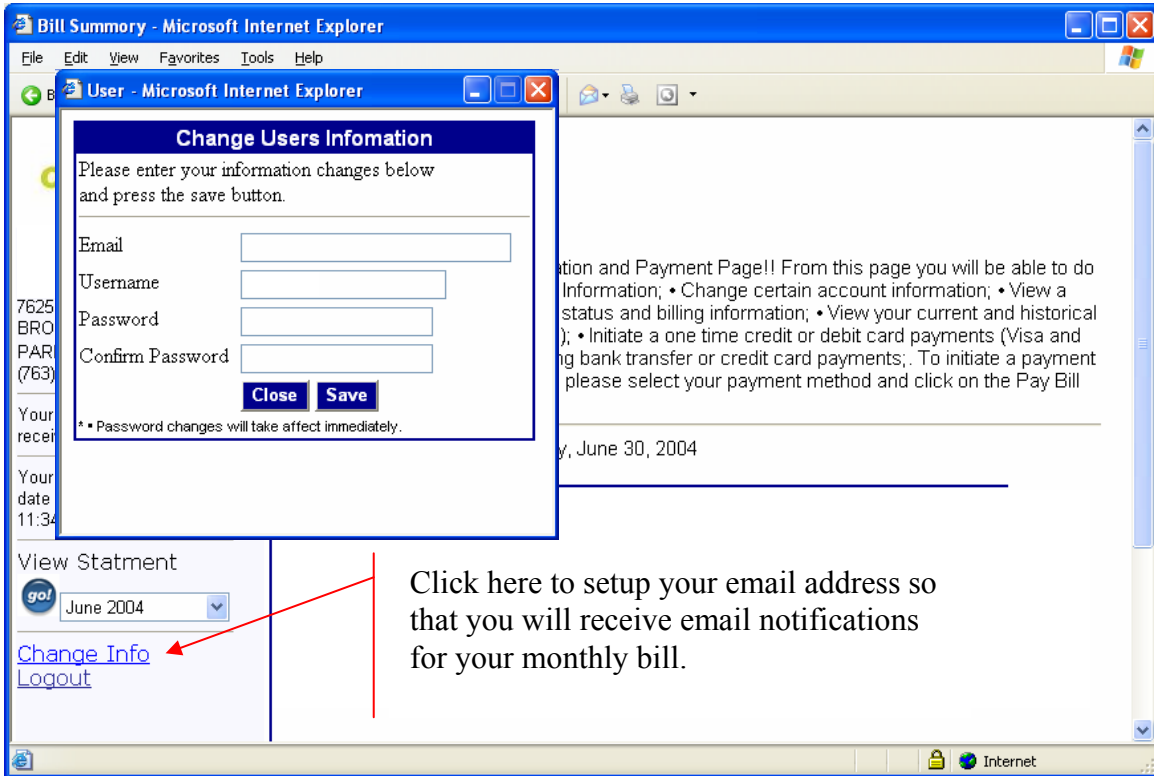 Bill Summory - Microsoft Internet Explorer
File Edit View Favorites Tools Help
B
User - Microsoft Internet Explorer
Change Users Infomation
Please enter your information changes below
and press the save button.
Email
Username
Password
Confirm Password
Close Save
* • Password changes will take affect immediately.
ation and Payment Page!! From this page you will be able to do
Information; • Change certain account information; • View a
status and billing information; • View your current and historical
); • Initiate a one time credit or debit card payments (Visa and
ng bank transfer or credit card payments;. To initiate a payment
please select your payment method and click on the Pay Bill
y, June 30, 2004
7625
BRO
PAR
(763)
Your
recei
Your
date
11:34
View Statment
go! June 2004
Change Info
Logout
Click here to setup your email address so
that you will receive email notifications
for your monthly bill.
Internet